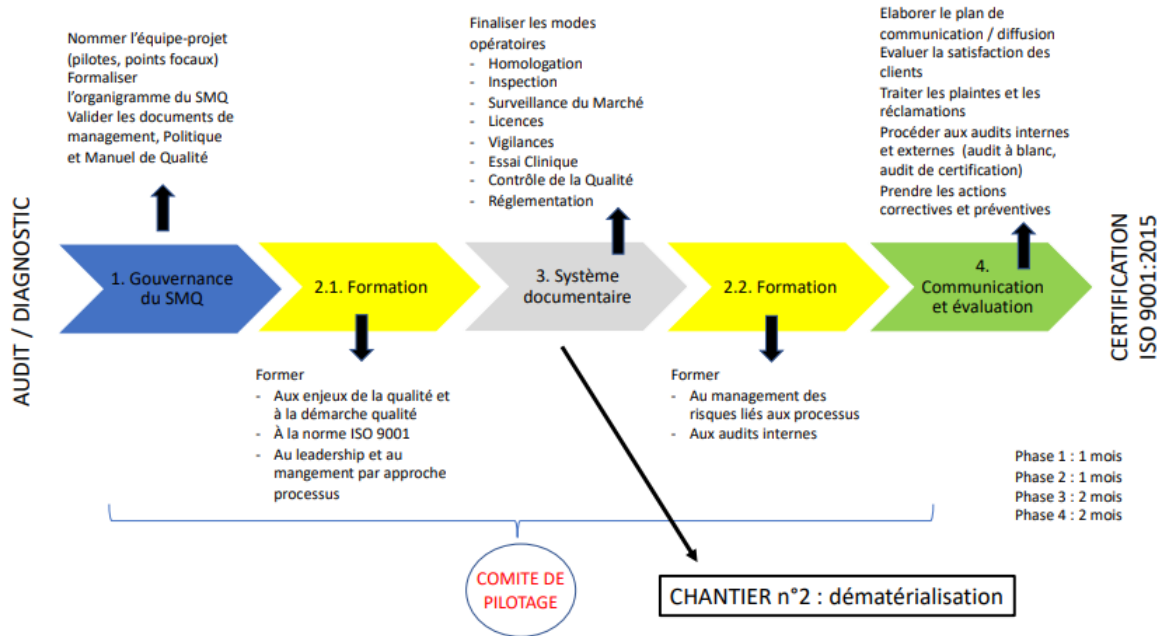 Nommer l'équipe-projet
(pilotes, points focaux)
Formaliser
l'organigramme du SMQ
Valider les documents de
management, Politique
et Manuel de Qualité
Finaliser les modes
opératoires
- Homologation
- Inspection
- Surveillance du Marché
- Licences
- Vigilances
- Essai Clinique
- Contrôle de la Qualité
- Réglementation
Elaborer le plan de
communication / diffusion
Evaluer la satisfaction des
clients
Traiter les plaintes et les
réclamations
Procéder aux audits internes
et externes (audit à blanc,
audit de certification)
Prendre les actions
correctives et préventives
AUDIT / DIAGNOSTIC
1. Gouvernance
du SMQ
2.1. Formation
3. Système
documentaire
2.2. Formation
4.
Communication
et évaluation
CERTIFICATION
ISO 9001:2015
Former
- Aux enjeux de la qualité et
à la démarche qualité
- À la norme ISO 9001
- Au leadership et au
mangement par approche
processus
Former
- Au management des
risques liés aux processus
- Aux audits internes
Phase 1 : 1 mois
Phase 2 : 1 mois
Phase 3 : 2 mois
Phase 4 : 2 mois
COMITE DE
PILOTAGE
CHANTIER n°2 : dématérialisation